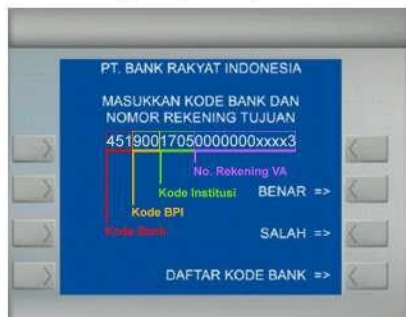 PT. BANK RAKYAT INDONESIA
MASUKKAN KODE BANK DAN
NOMOR REKENING TUJUAN
45190017050000000xxxx3
No. Rekening VA
Kode Institusi
BENAR =>
Kode BPI
Kode Bank
SALAH =>
DAFTAR KODE BANK =>